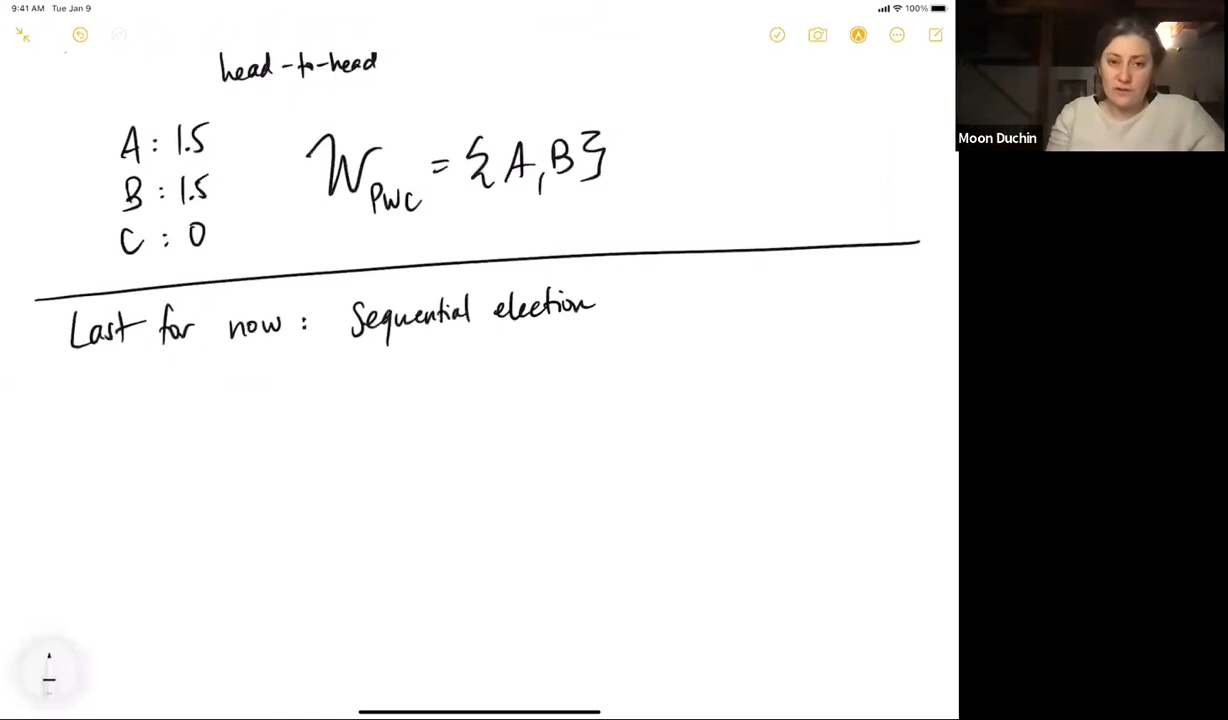 9:41 AM Tue Jan 9
100%
head-to-head
A: 1.5
B: 1.5
C: 0
W PWC = {A, B}
Last for now: Sequential election
Moon Duchin